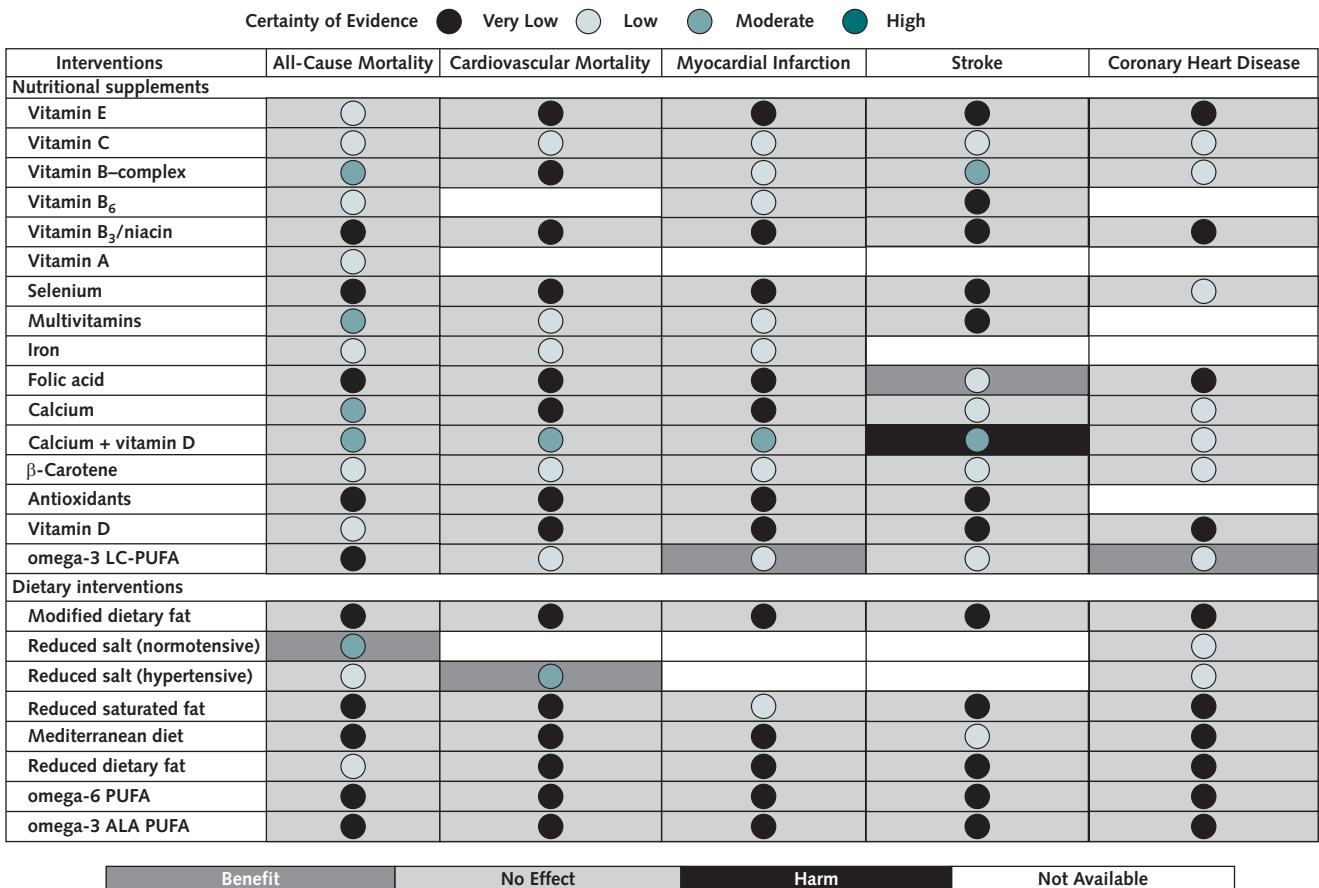 Certainty of Evidence Very Low Low Moderate High
Interventions All-Cause Mortality Cardiovascular Mortality Myocardial Infarction Stroke Coronary Heart Disease
Nutritional supplements
Vitamin E
Vitamin C
Vitamin B–complex
Vitamin B6
Vitamin B3/niacin
Vitamin A
Selenium
Multivitamins
Iron
Folic acid
Calcium
Calcium + vitamin D
β-Carotene
Antioxidants
Vitamin D
omega-3 LC-PUFA
Dietary interventions
Modified dietary fat
Reduced salt (normotensive)
Reduced salt (hypertensive)
Reduced saturated fat
Mediterranean diet
Reduced dietary fat
omega-6 PUFA
omega-3 ALA PUFA
Benefit No Effect Harm Not Available